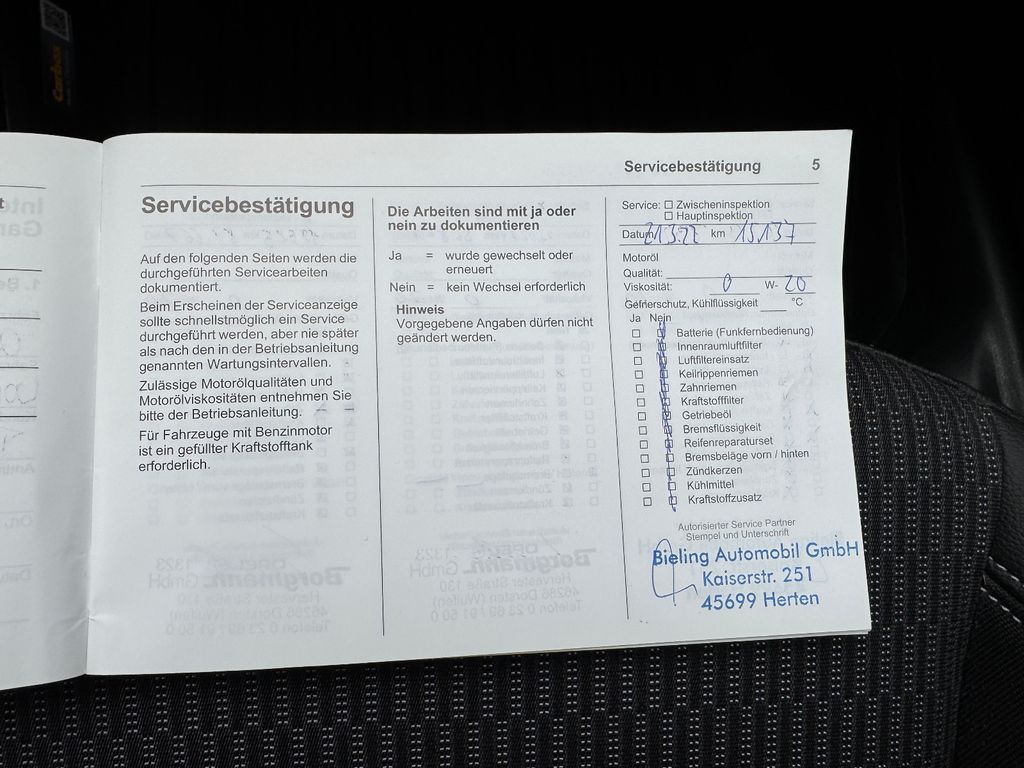 Servicebestätigung 5
Servicebestätigung
Auf den folgenden Seiten werden die
durchgeführten Servicearbeiten
dokumentiert.
Beim Erscheinen der Serviceanzeige
sollte schnellstmöglich ein Service
durchgeführt werden, aber nie später
als nach den in der Betriebsanleitung
genannten Wartungsintervallen.
Zulässige Motorölqualitäten und
Motorölviskositäten entnehmen Sie
bitte der Betriebsanleitung.
Für Fahrzeuge mit Benzinmotor
ist ein gefüllter Kraftstofftank
erforderlich.
Die Arbeiten sind mit ja oder
nein zu dokumentieren
Ja = wurde gewechselt oder
erneuert
Nein = kein Wechsel erforderlich
Hinweis
Vorgegebene Angaben dürfen nicht
geändert werden.
Service: Zwischeninspektion
Hauptinspektion
Datum 21.3.22 km 15.137
Motoröl
Qualität:
Viskosität: 0 W- 20
Gefrierschutz, Kühlflüssigkeit °C
Ja Nein
Batterie (Funkfernbedienung)
Innenraumluftfilter
Luftfiltereinsatz
Keilrippenriemen
Zahnriemen
Kraftstofffilter
Getriebeöl
Bremsflüssigkeit
Reifenreparaturset
Bremsbeläge vorn / hinten
Zündkerzen
Kühlmittel
Kraftstoffzusatz
Autorisierter Service Partner
Stempel und Unterschrift
Bieling Automobil GmbH
Kaiserstr. 251
45699 Herten